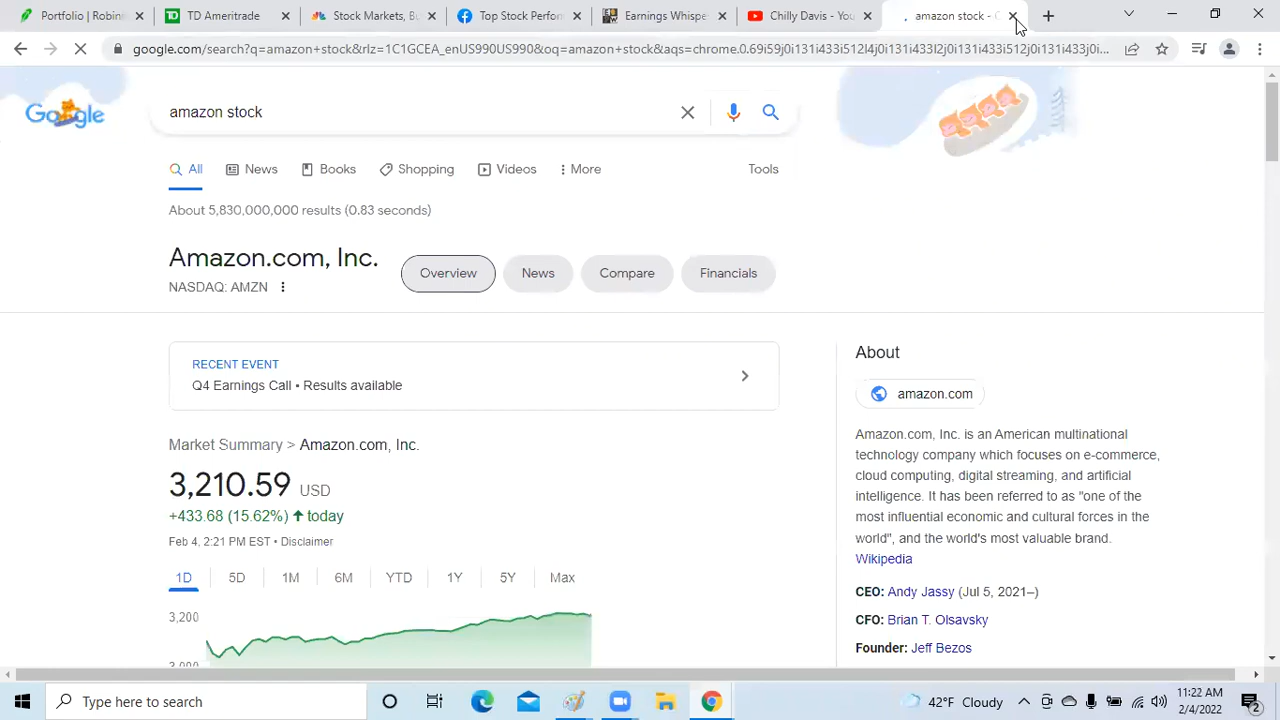 Portfolio | Robin
TD Ameritrade
Stock Markets, Bu
Top Stock Perform
Earnings Whispe
Chilly Davis - You
amazon stock - G
google.com/search?q=amazon+stock&rlz=1C1GCEA_enUS990US990&oq=amazon+stock&aqs=chrome.0.69i59j0i131i433i512l4j0i131i433l2j0i131i433i512j0i131i433j0i...
Google
amazon stock
All
News
Books
Shopping
Videos
More
Tools
About 5,830,000,000 results (0.83 seconds)
Amazon.com, Inc.
Overview
News
Compare
Financials
NASDAQ: AMZN
RECENT EVENT
Q4 Earnings Call • Results available
Market Summary > Amazon.com, Inc.
3,210.59 USD
+433.68 (15.62%) ↑ today
Feb 4, 2:21 PM EST • Disclaimer
1D
5D
1M
6M
YTD
1Y
5Y
Max
3,200
About
amazon.com
Amazon.com, Inc. is an American multinational
technology company which focuses on e-commerce,
cloud computing, digital streaming, and artificial
intelligence. It has been referred to as "one of the
most influential economic and cultural forces in the
world", and the world's most valuable brand.
Wikipedia
CEO: Andy Jassy (Jul 5, 2021–)
CFO: Brian T. Olsavsky
Founder: Jeff Bezos
Type here to search
42°F Cloudy
11:22 AM
2/4/2022
2